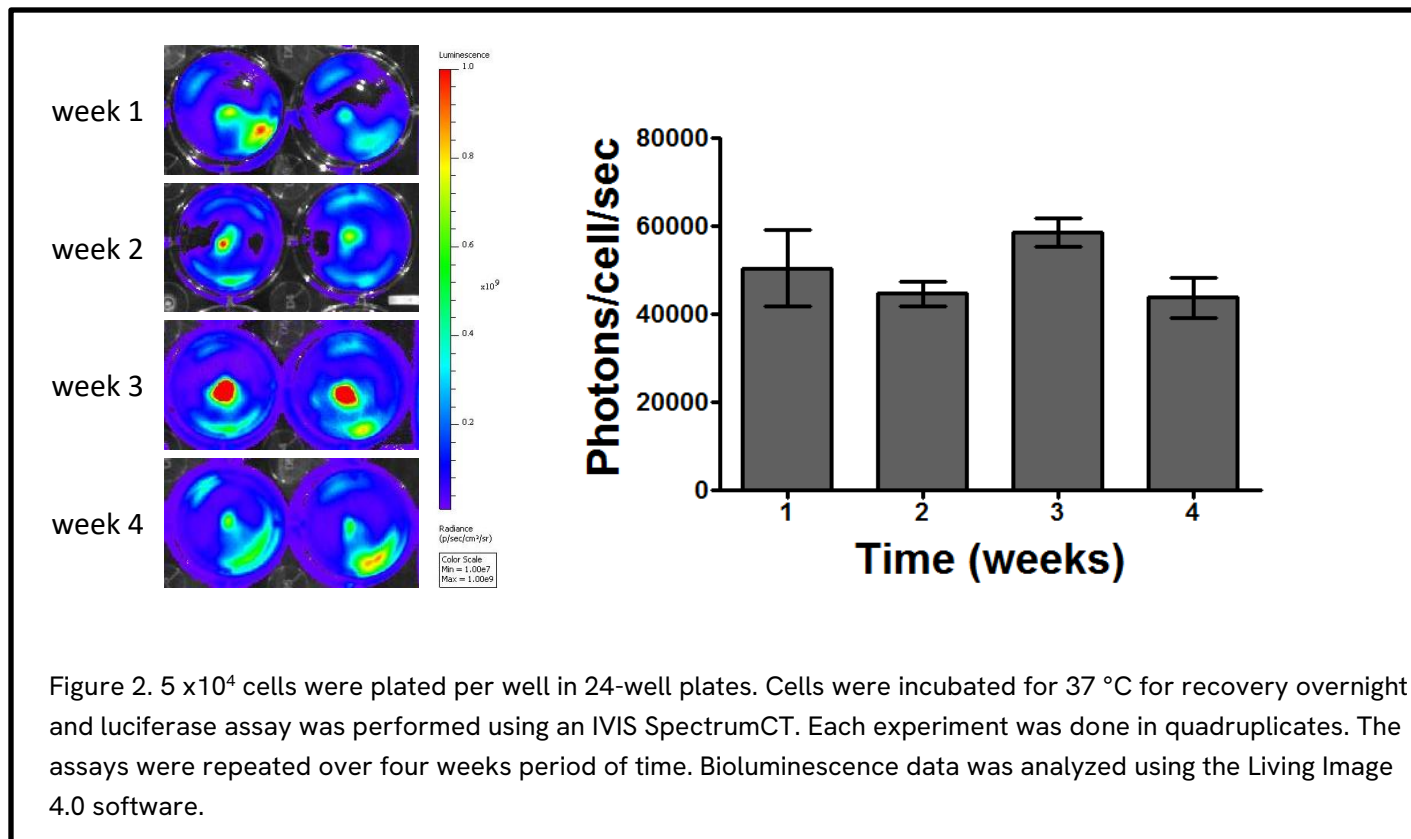 week 1
week 2
week 3
week 4
Luminescence
1.0
0.8
0.6
x10⁹
0.4
0.2
Radiance
(p/sec/cm²/sr)
Color Scale
Min = 1.00e7
Max = 1.00e9
Photons/cell/sec
80000
60000
40000
20000
0
1 2 3 4
Time (weeks)
Figure 2. 5 x10⁴ cells were plated per well in 24-well plates. Cells were incubated for 37 °C for recovery overnight
and luciferase assay was performed using an IVIS SpectrumCT. Each experiment was done in quadruplicates. The
assays were repeated over four weeks period of time. Bioluminescence data was analyzed using the Living Image
4.0 software.